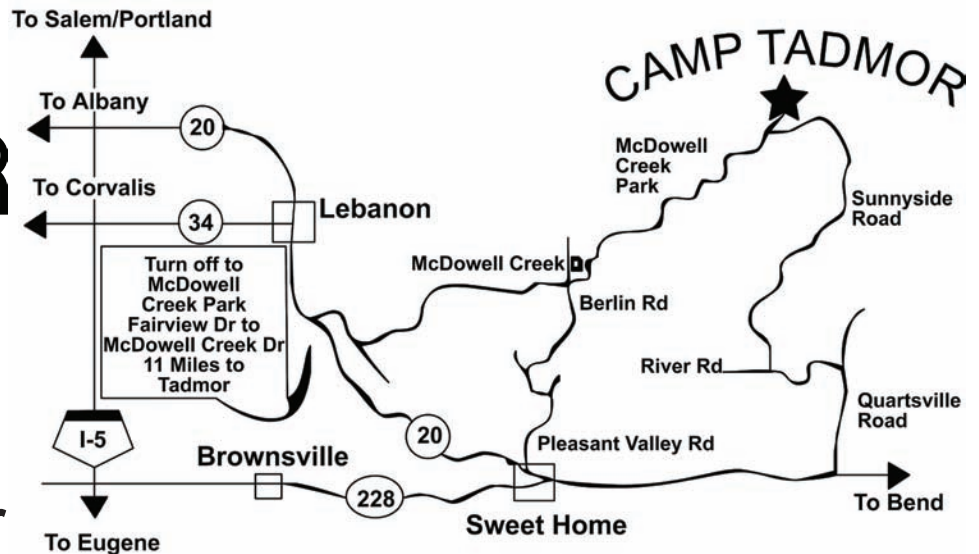 To Salem/Portland
CAMP TADMOR
To Albany
20
McDowell
Creek
Park
To Corvalis
34
Lebanon
Sunnyside
Road
Turn off to
McDowell
Creek Park
Fairview Dr to
McDowell Creek Dr
11 Miles to
Tadmor
McDowell Creek
Berlin Rd
River Rd
Quartsville
Road
I-5
20
Pleasant Valley Rd
Brownsville
228
Sweet Home
To Bend
To Eugene